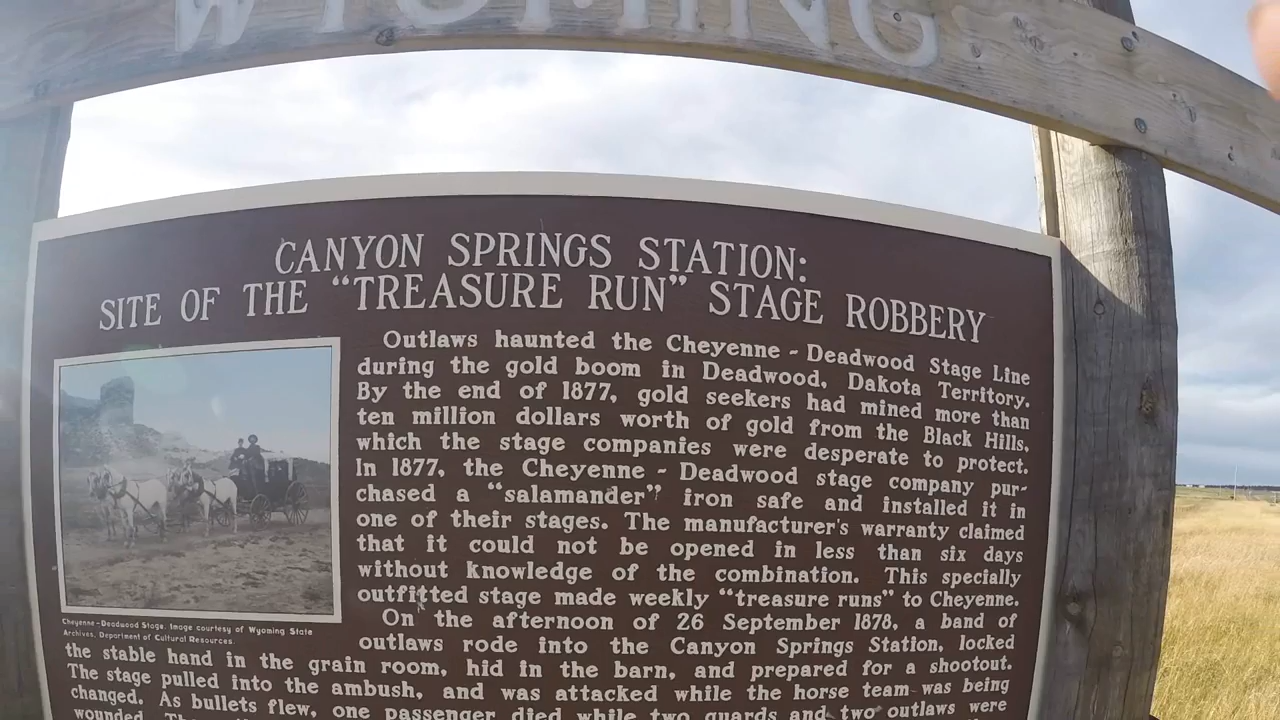 WYOMING
CANYON SPRINGS STATION:
SITE OF THE “TREASURE RUN” STAGE ROBBERY
Outlaws haunted the Cheyenne - Deadwood Stage Line
during the gold boom in Deadwood, Dakota Territory.
By the end of 1877, gold seekers had mined more than
ten million dollars worth of gold from the Black Hills,
which the stage companies were desperate to protect.
In 1877, the Cheyenne - Deadwood stage company pur-
chased a “salamander” iron safe and installed it in
one of their stages. The manufacturer's warranty claimed
that it could not be opened in less than six days
without knowledge of the combination. This specially
outfitted stage made weekly “treasure runs” to Cheyenne.
On the afternoon of 26 September 1878, a band of
outlaws rode into the Canyon Springs Station, locked
the stable hand in the grain room, hid in the barn, and prepared for a shootout.
The stage pulled into the ambush, and was attacked while the horse team was being
changed. As bullets flew, one passenger died while two guards and two outlaws were
wounded.
Cheyenne-Deadwood Stage. Image courtesy of Wyoming State
Archives, Department of Cultural Resources.